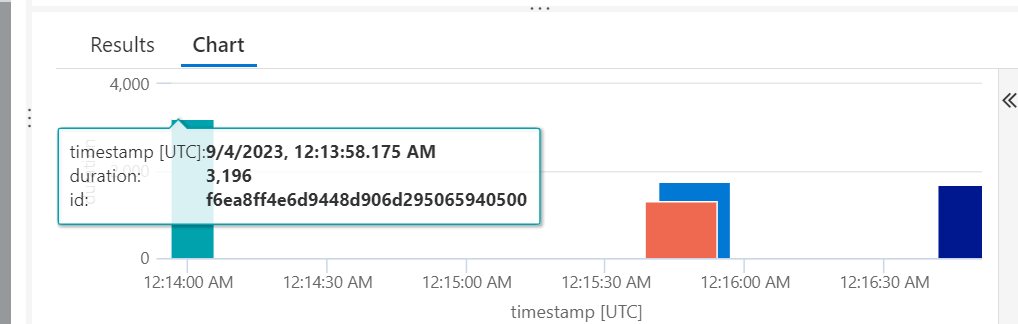 Results Chart
4,000
timestamp [UTC]: 9/4/2023, 12:13:58.175 AM
duration: 3,196
id: f6ea8ff4e6d9448d906d295065940500
0
12:14:00 AM 12:14:30 AM 12:15:00 AM 12:15:30 AM 12:16:00 AM 12:16:30 AM
timestamp [UTC]